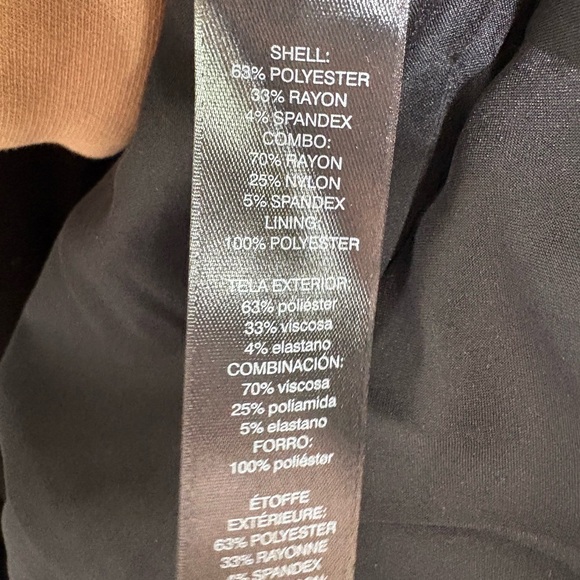 SHELL:
63% POLYESTER
33% RAYON
4% SPANDEX
COMBO:
70% RAYON
25% NYLON
5% SPANDEX
LINING:
100% POLYESTER
TELA EXTERIOR:
63% poliéster
33% viscosa
4% elastano
COMBINACIÓN:
70% viscosa
25% poliamida
5% elastano
FORRO:
100% poliéster
ÉTOFFE
EXTÉRIEURE:
63% POLYESTER
33% RAYONNE
4% SPANDEX